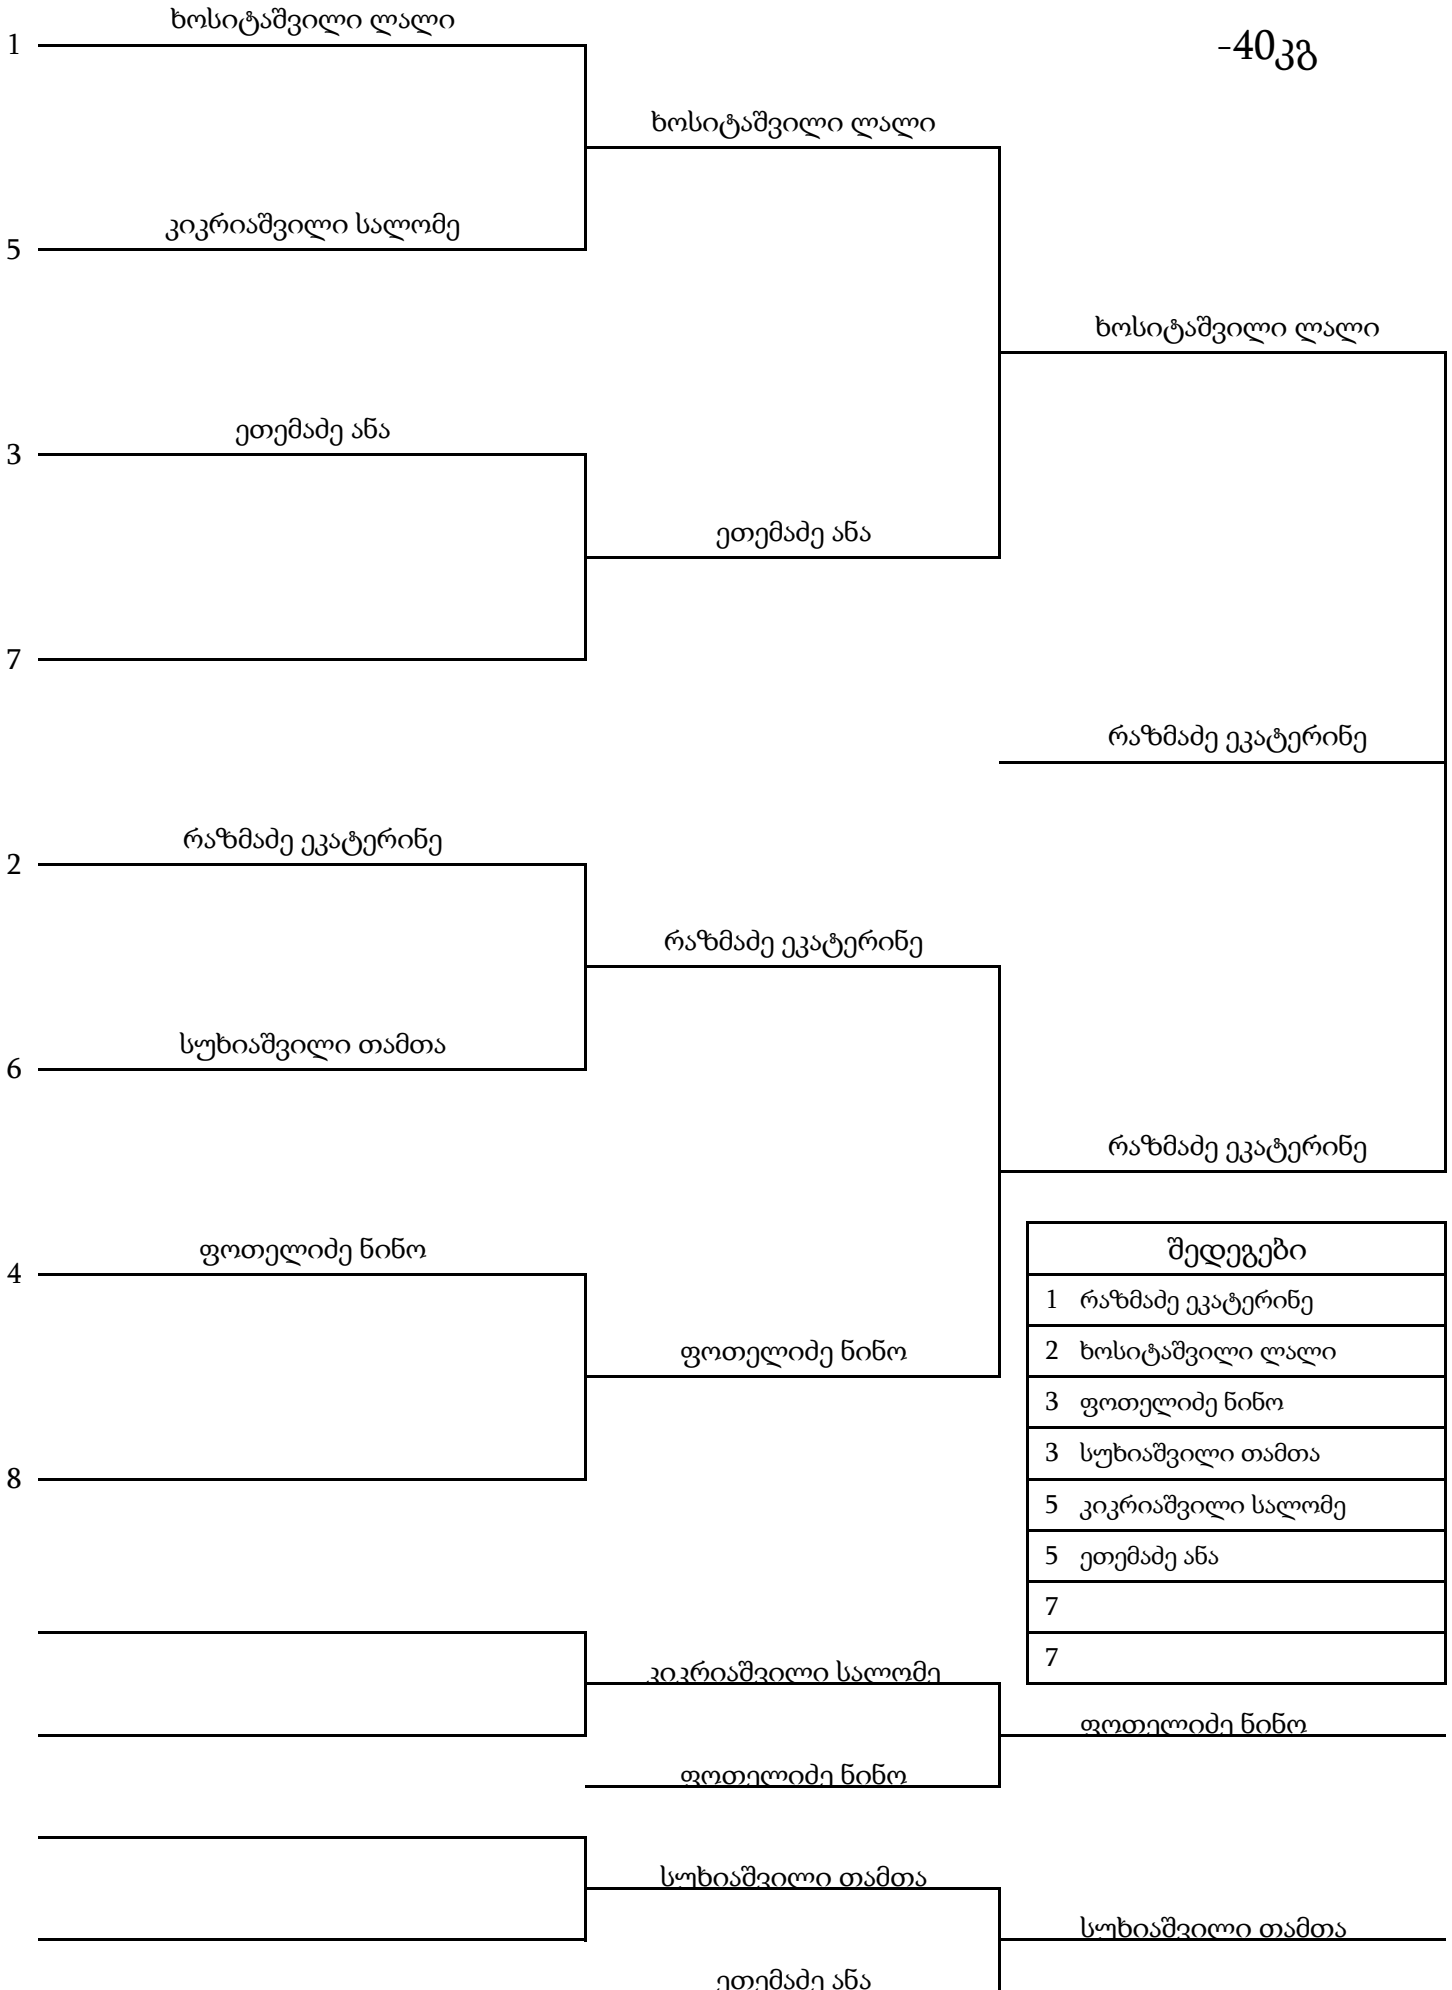 ხოსიტაშვილი ლალი
1
-40კგ
ხოსიტაშვილი ლალი
კიკრიაშვილი სალომე
5
ხოსიტაშვილი ლალი
ეთემაძე ანა
3
ეთემაძე ანა
7
რაზმაძე ეკატერინე
რაზმაძე ეკატერინე
2
რაზმაძე ეკატერინე
სუხიაშვილი თამთა
6
რაზმაძე ეკატერინე
ფოთელიძე ნინო
4
შედეგები
1 რაზმაძე ეკატერინე
2 ხოსიტაშვილი ლალი
ფოთელიძე ნინო
3 ფოთელიძე ნინო
3 სუხიაშვილი თამთა
8
5 კიკრიაშვილი სალომე
5 ეთემაძე ანა
7
7
კიკრიაშვილი სალომე
ფოთელიძე ნინო
ფოთელიძე ნინო
სუხიაშვილი თამთა
სუხიაშვილი თამთა
ეთემაძე ანა